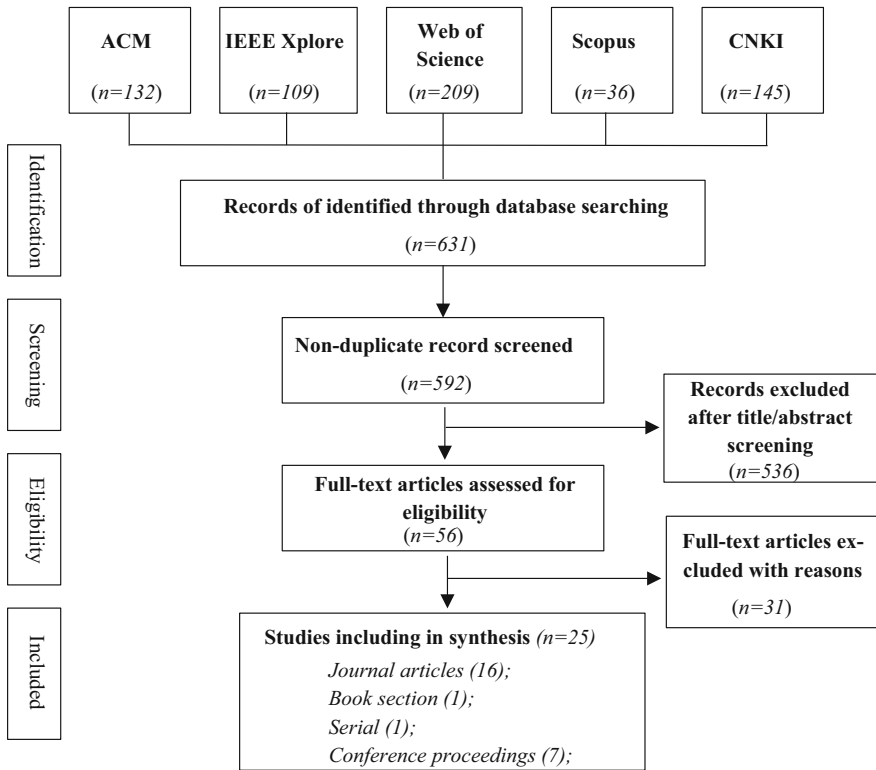 ACM
(n=132)
IEEE Xplore
(n=109)
Web of
Science
(n=209)
Scopus
(n=36)
CNKI
(n=145)
Identification
Records of identified through database searching
(n=631)
Screening
Non-duplicate record screened
(n=592)
Records excluded
after title/abstract
screening
(n=536)
Eligibility
Full-text articles assessed for
eligibility
(n=56)
Full-text articles ex-
cluded with reasons
(n=31)
Included
Studies including in synthesis (n=25)
Journal articles (16);
Book section (1);
Serial (1);
Conference proceedings (7);